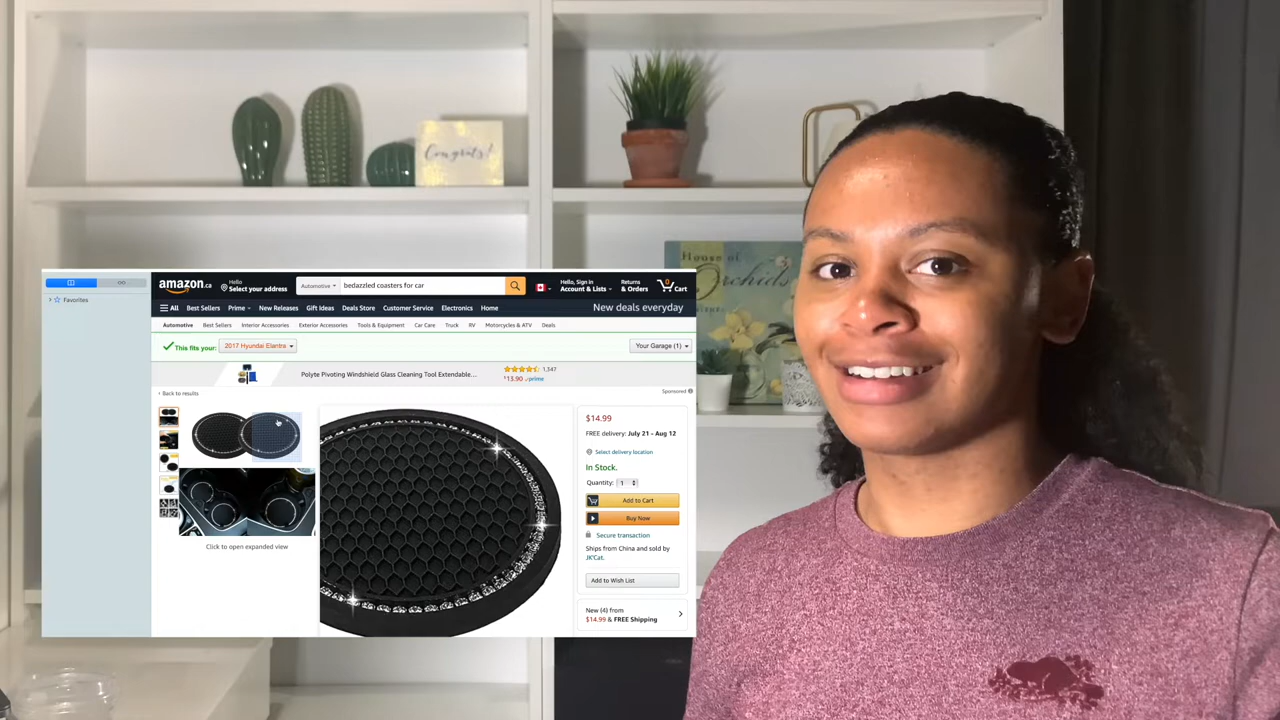 Congrats!
House of
Orchids
amazon.ca
Hello
Select your address
Automotive
bedazzled coasters for car
Hello, Sign in
Account & Lists
Returns
& Orders
0
Cart
All
Best Sellers
Prime
New Releases
Gift Ideas
Deals Store
Customer Service
Electronics
Home
New deals everyday
Automotive
Best Sellers
Interior Accessories
Exterior Accessories
Tools & Equipment
Car Care
Truck
RV
Motorcycles & ATV
Deals
Favorites
This fits your:
2017 Hyundai Elantra
Your Garage (1)
Polyte Pivoting Windshield Glass Cleaning Tool Extendable...
1,347
$13.90 prime
Sponsored
‹ Back to results
Click to open expanded view
$14.99
FREE delivery: July 21 - Aug 12
Select delivery location
In Stock.
Quantity: 1
Add to Cart
Buy Now
Secure transaction
Ships from China and sold by
JK'Cat.
Add to Wish List
New (4) from
$14.99 & FREE Shipping